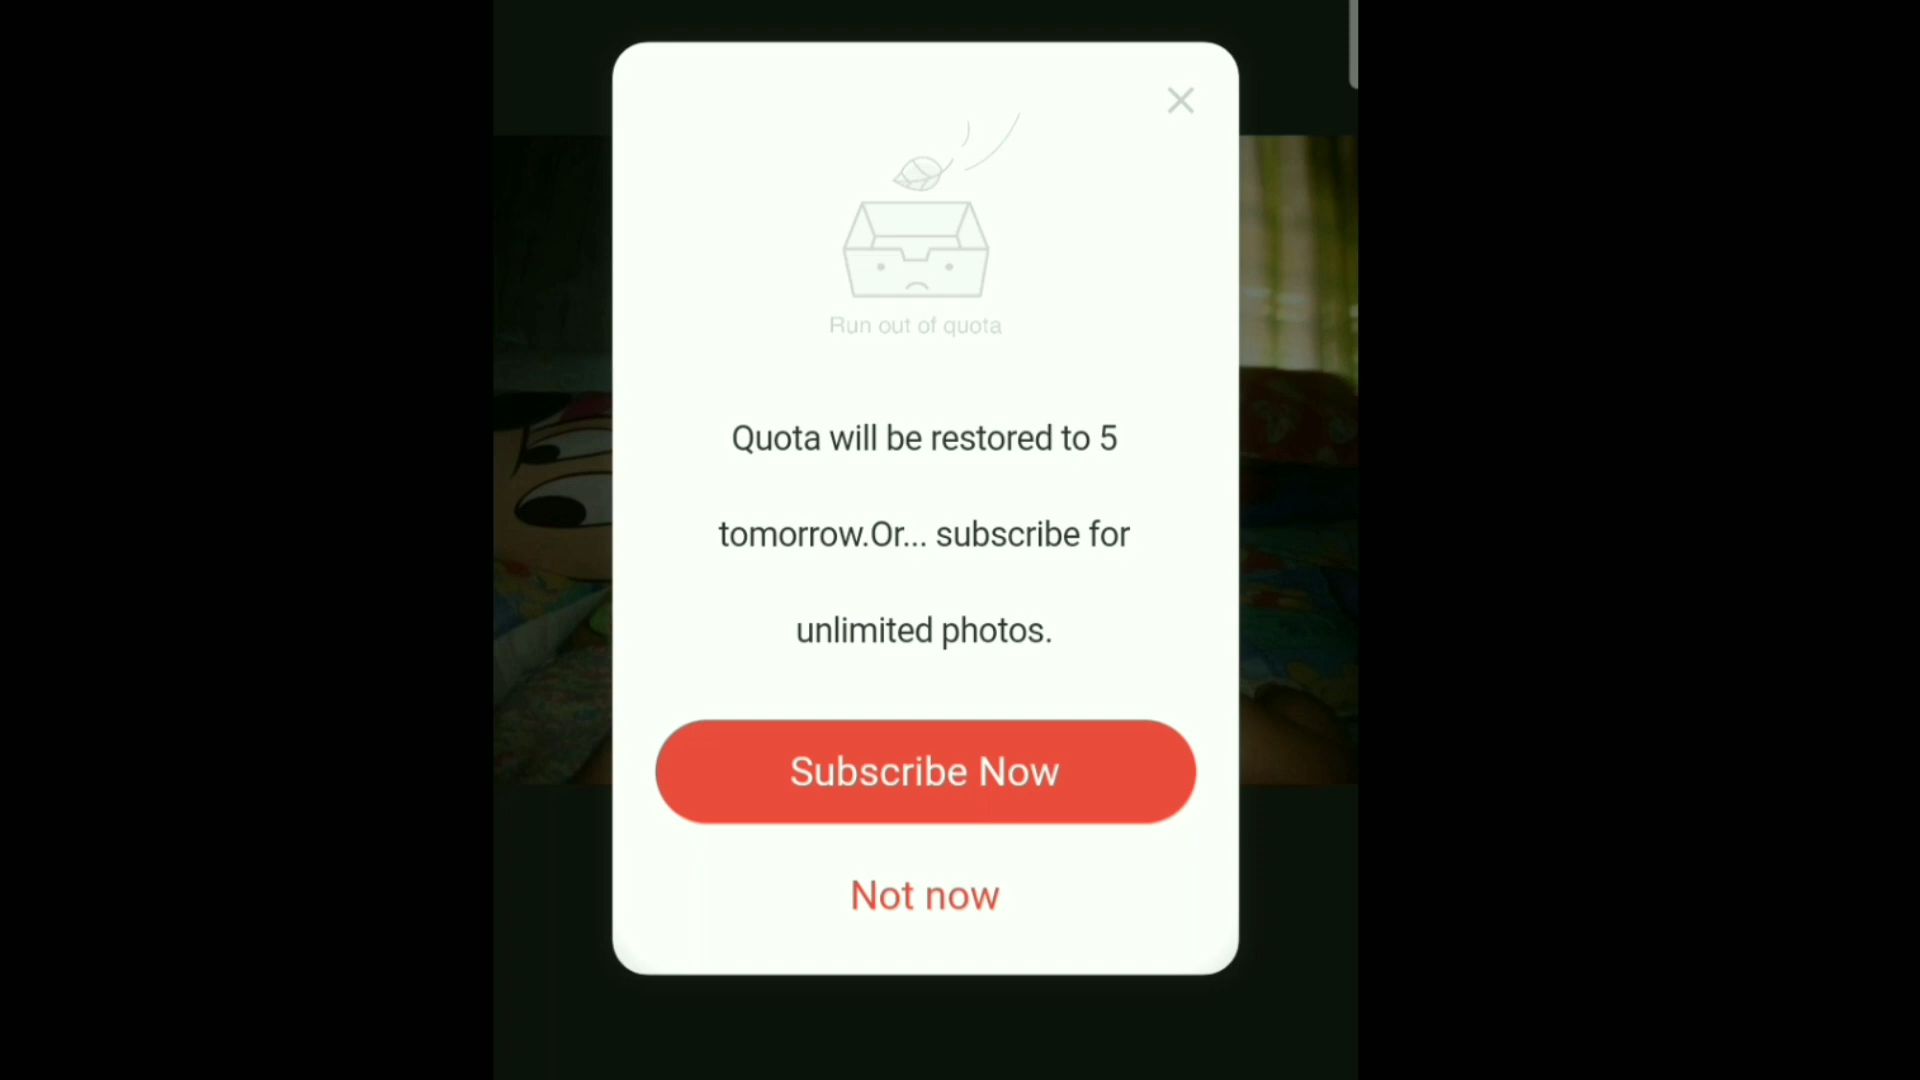 Run out of quota
Quota will be restored to 5
tomorrow.Or... subscribe for
unlimited photos.
Subscribe Now
Not now